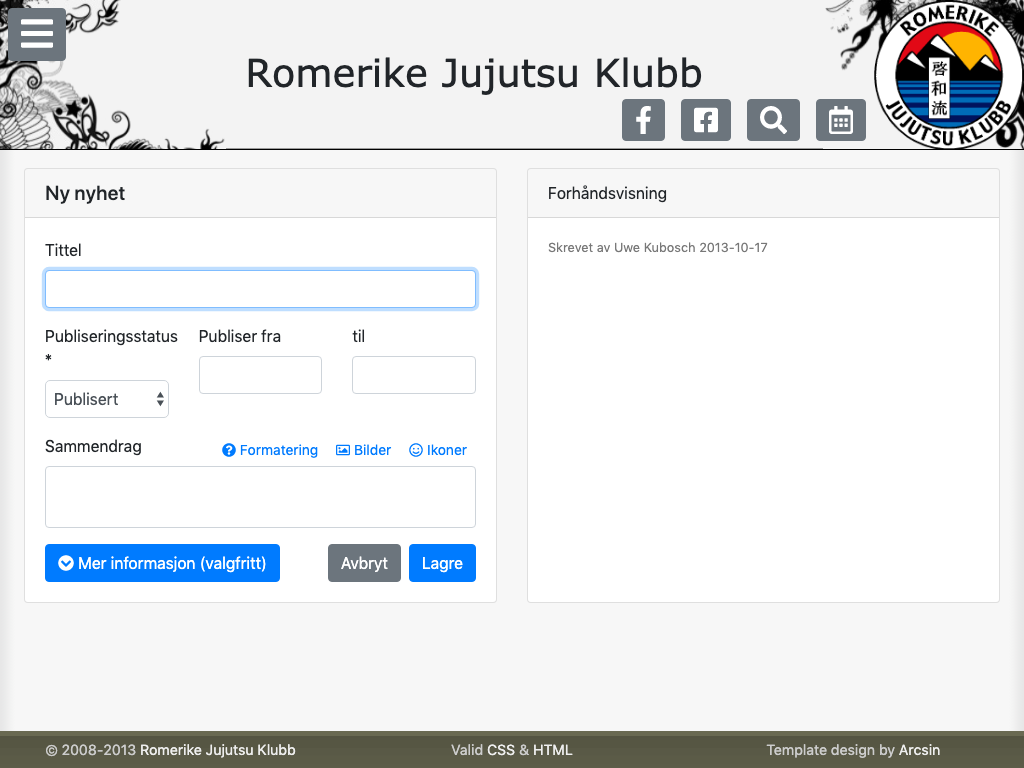 Romerike Jujutsu Klubb
ROMERIKE
啓和流
JUJUTSU KLUBB
Ny nyhet
Tittel
Publiseringsstatus
*
Publiser fra
til
Publisert
Sammendrag
Formatering
Bilder
Ikoner
Mer informasjon (valgfritt)
Avbryt
Lagre
Forhåndsvisning
Skrevet av Uwe Kubosch 2013-10-17
© 2008-2013 Romerike Jujutsu Klubb
Valid CSS & HTML
Template design by Arcsin